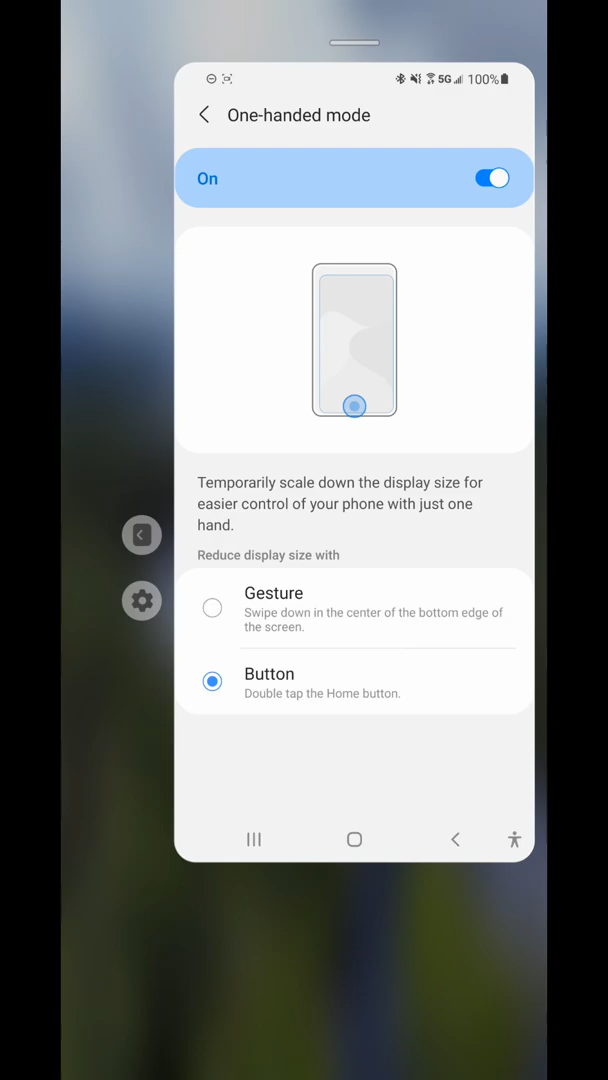 5G 100%
One-handed mode
On
Temporarily scale down the display size for
easier control of your phone with just one
hand.
Reduce display size with
Gesture
Swipe down in the center of the bottom edge of
the screen.
Button
Double tap the Home button.